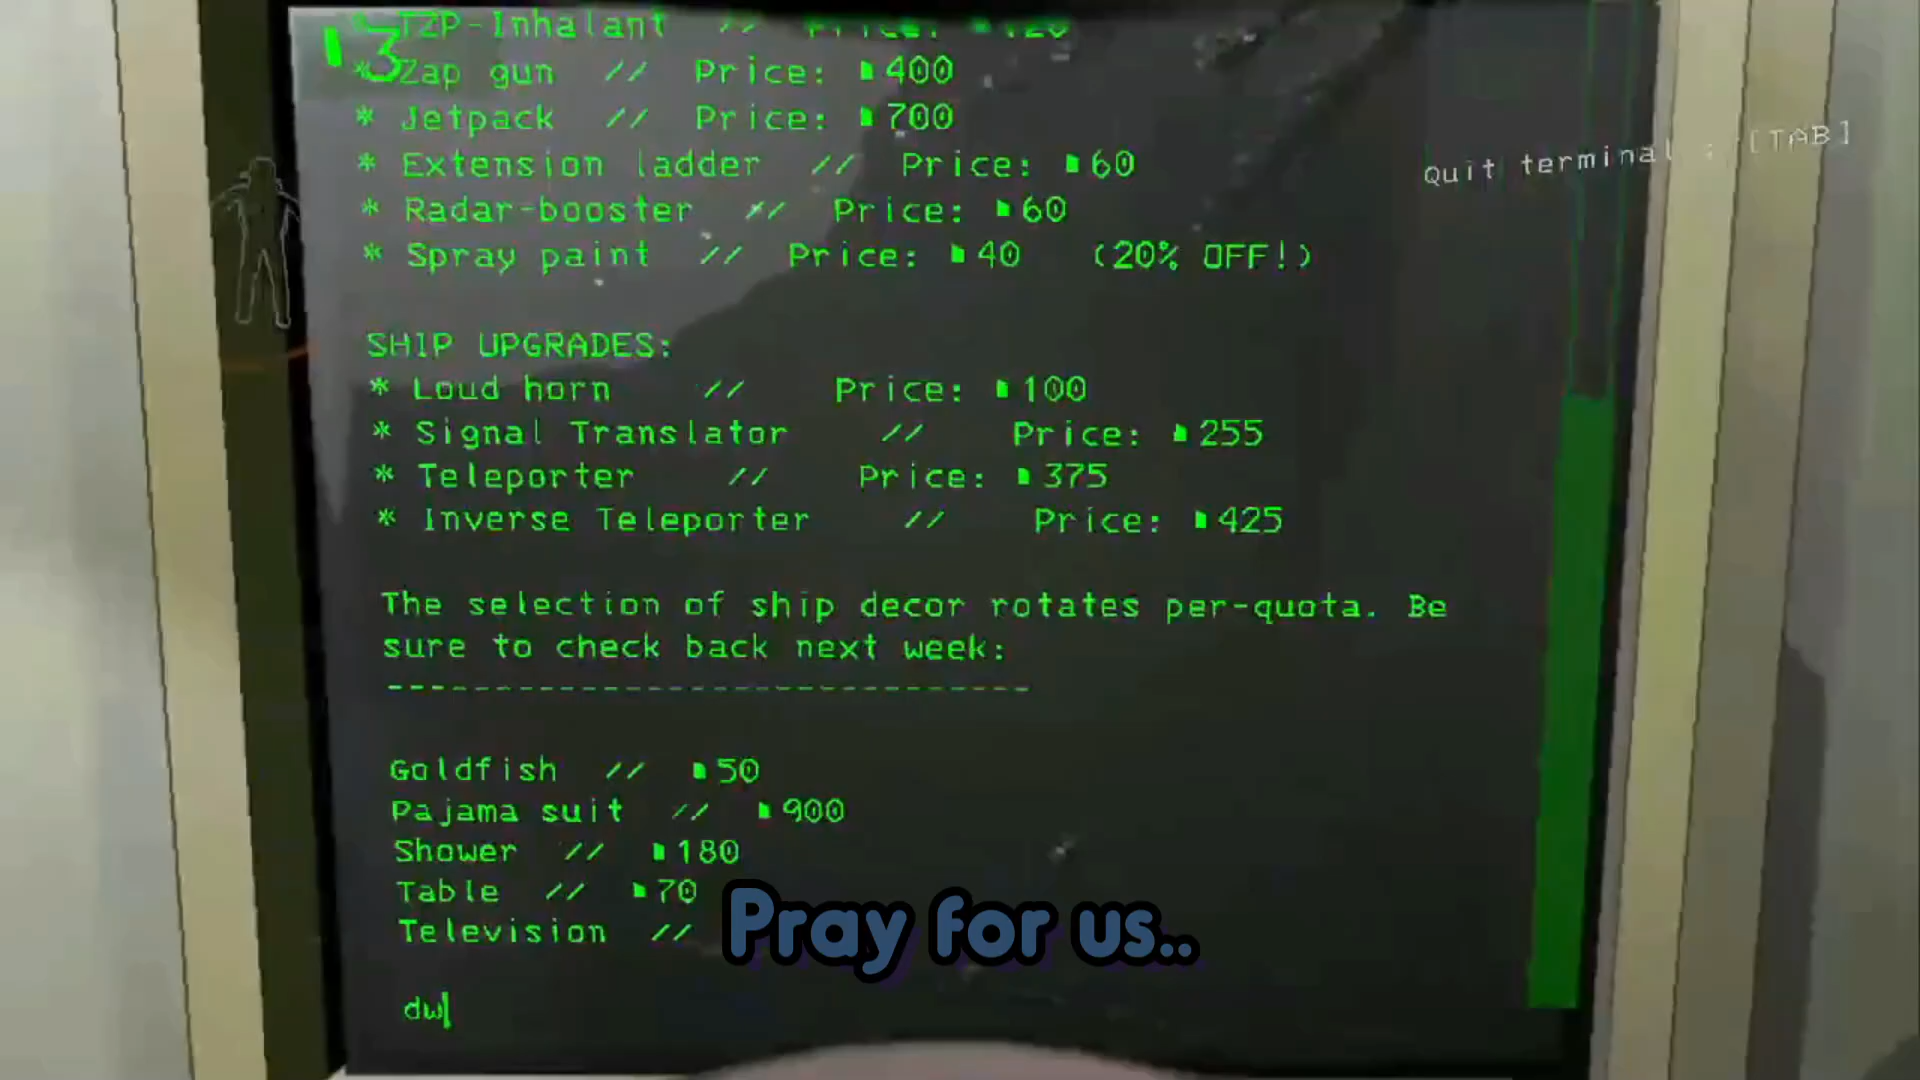 * TZP-Inhalant // Price: 120
3
* Zap gun // Price: 400
* Jetpack // Price: 700
Quit terminal : [TAB]
* Extension ladder // Price: 60
* Radar-booster // Price: 60
* Spray paint // Price: 40 (20% OFF!)
SHIP UPGRADES:
* Loud horn // Price: 100
* Signal Translator // Price: 255
* Teleporter // Price: 375
* Inverse Teleporter // Price: 425
The selection of ship decor rotates per-quota. Be
sure to check back next week:
------------------------------
Goldfish // 50
Pajama suit // 900
Shower // 180
Table // 70
Television //
Pray for us..
dw